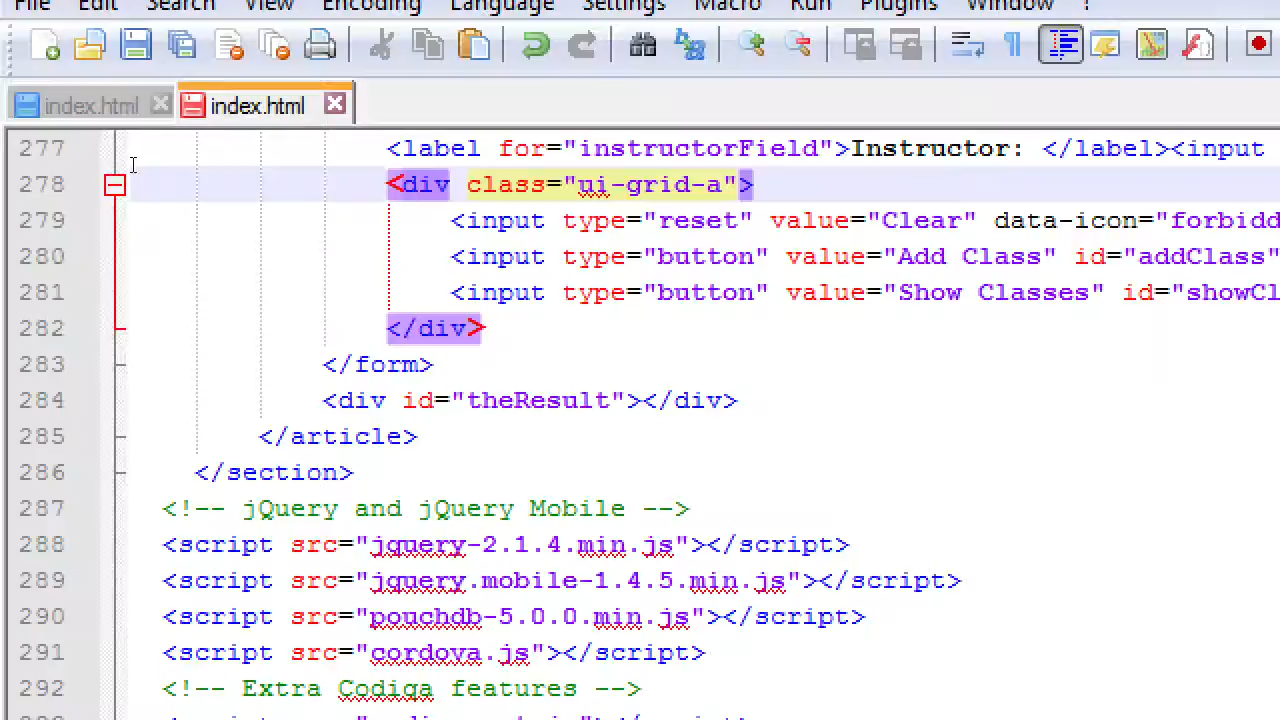 File Edit Search View Encoding Language Settings Macro Run Plugins Window
index.html index.html
277 <label for="instructorField">Instructor: </label><input
278 <div class="ui-grid-a">
279 <input type="reset" value="Clear" data-icon="forbidd
280 <input type="button" value="Add Class" id="addClass"
281 <input type="button" value="Show Classes" id="showCl
282 </div>
283 </form>
284 <div id="theResult"></div>
285 </article>
286 </section>
287 <!-- jQuery and jQuery Mobile -->
288 <script src="jquery-2.1.4.min.js"></script>
289 <script src="jquery.mobile-1.4.5.min.js"></script>
290 <script src="pouchdb-5.0.0.min.js"></script>
291 <script src="cordova.js"></script>
292 <!-- Extra Codiqa features -->